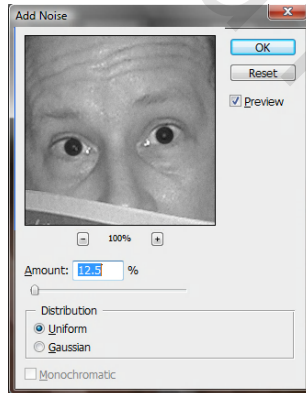 Add Noise
OK
Reset
Preview
100%
Amount: 12.5 %
Distribution
Uniform
Gaussian
Monochromatic